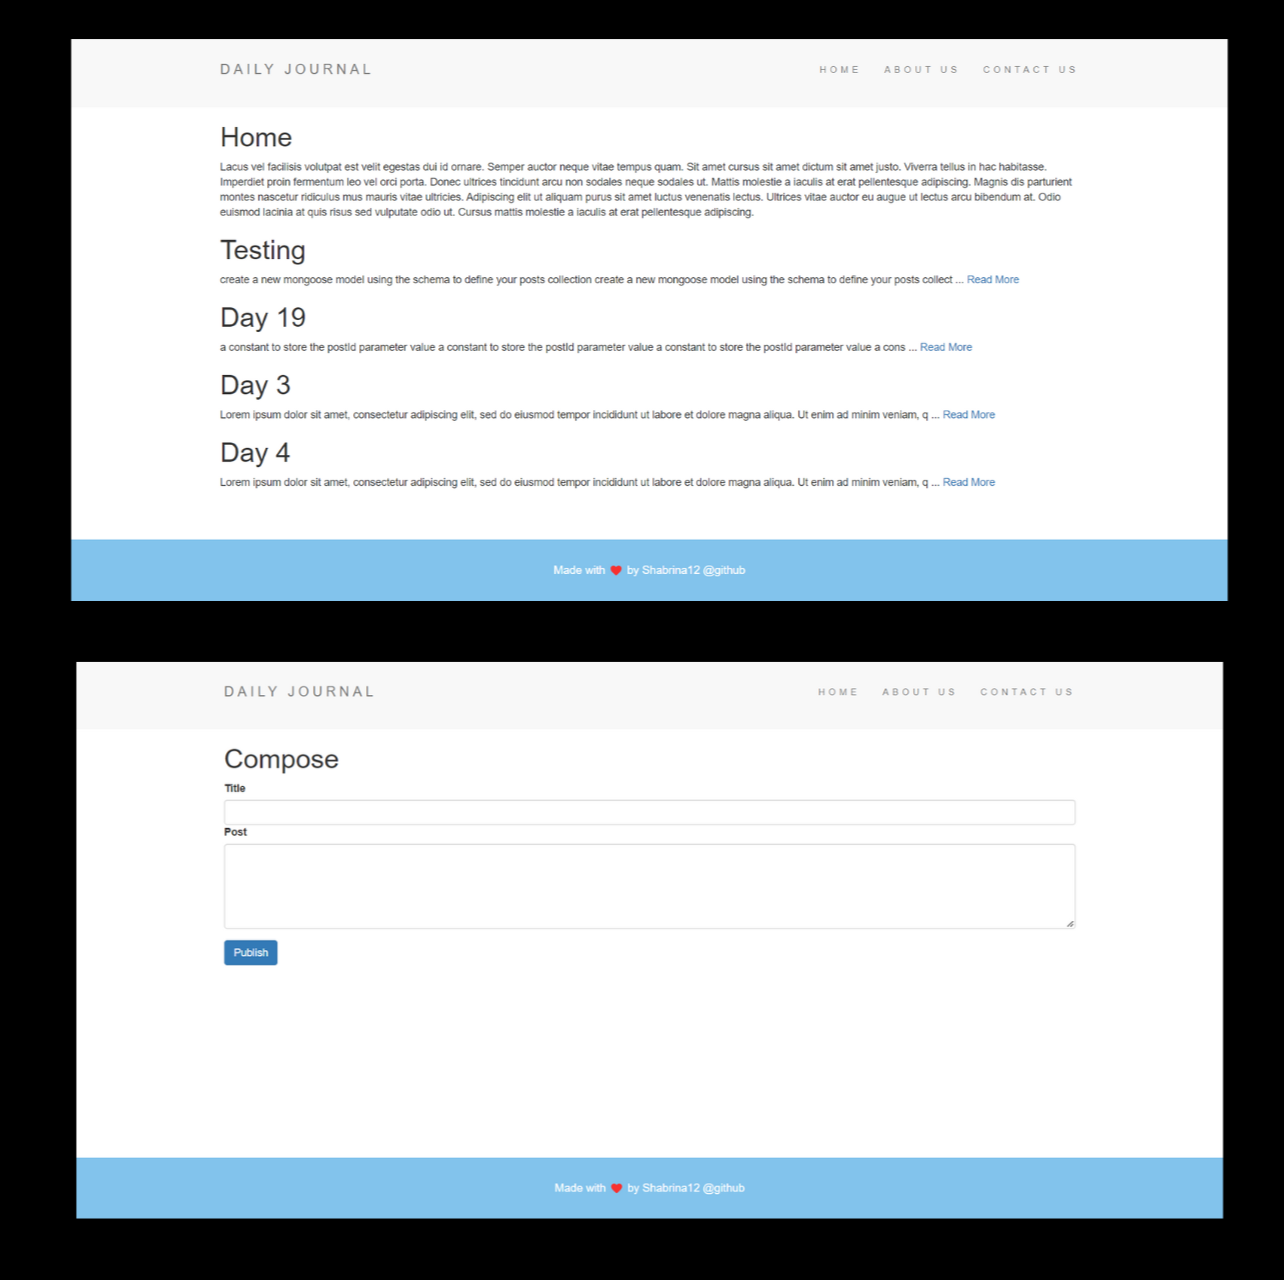 DAILY JOURNAL
HOME ABOUT US CONTACT US
Home
Lacus vel facilisis volutpat est velit egestas dui id ornare. Semper auctor neque vitae tempus quam. Sit amet cursus sit amet dictum sit amet justo. Viverra tellus in hac habitasse.
Imperdiet proin fermentum leo vel orci porta. Donec ultrices tincidunt arcu non sodales neque sodales ut. Mattis molestie a iaculis at erat pellentesque adipiscing. Magnis dis parturient
montes nascetur ridiculus mus mauris vitae ultricies. Adipiscing elit ut aliquam purus sit amet luctus venenatis lectus. Ultrices vitae auctor eu augue ut lectus arcu bibendum at. Odio
euismod lacinia at quis risus sed vulputate odio ut. Cursus mattis molestie a iaculis at erat pellentesque adipiscing.
Testing
create a new mongoose model using the schema to define your posts collection create a new mongoose model using the schema to define your posts collect ... Read More
Day 19
a constant to store the postId parameter value a constant to store the postId parameter value a constant to store the postId parameter value a cons ... Read More
Day 3
Lorem ipsum dolor sit amet, consectetur adipiscing elit, sed do eiusmod tempor incididunt ut labore et dolore magna aliqua. Ut enim ad minim veniam, q ... Read More
Day 4
Lorem ipsum dolor sit amet, consectetur adipiscing elit, sed do eiusmod tempor incididunt ut labore et dolore magna aliqua. Ut enim ad minim veniam, q ... Read More
Made with ❤ by Shabrina12 @github
DAILY JOURNAL
HOME ABOUT US CONTACT US
Compose
Title
Post
Publish
Made with ❤ by Shabrina12 @github